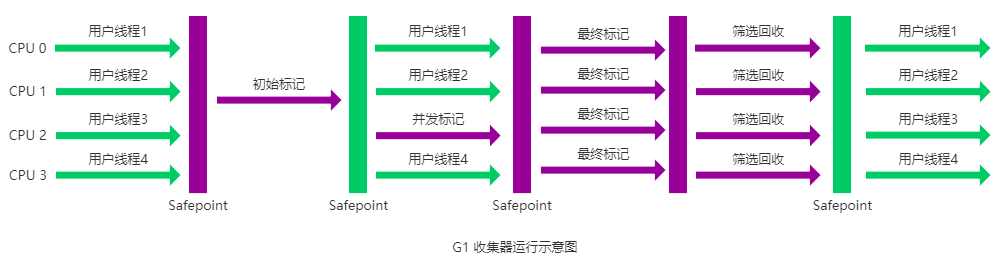 用户线程1 用户线程1 最终标记 筛选回收 用户线程1
CPU 0
用户线程2 初始标记 用户线程2 最终标记 筛选回收 用户线程2
CPU 1
用户线程3 并发标记 最终标记 筛选回收 用户线程3
CPU 2
用户线程4 用户线程4 最终标记 筛选回收 用户线程4
CPU 3
Safepoint Safepoint Safepoint Safepoint
G1 收集器运行示意图